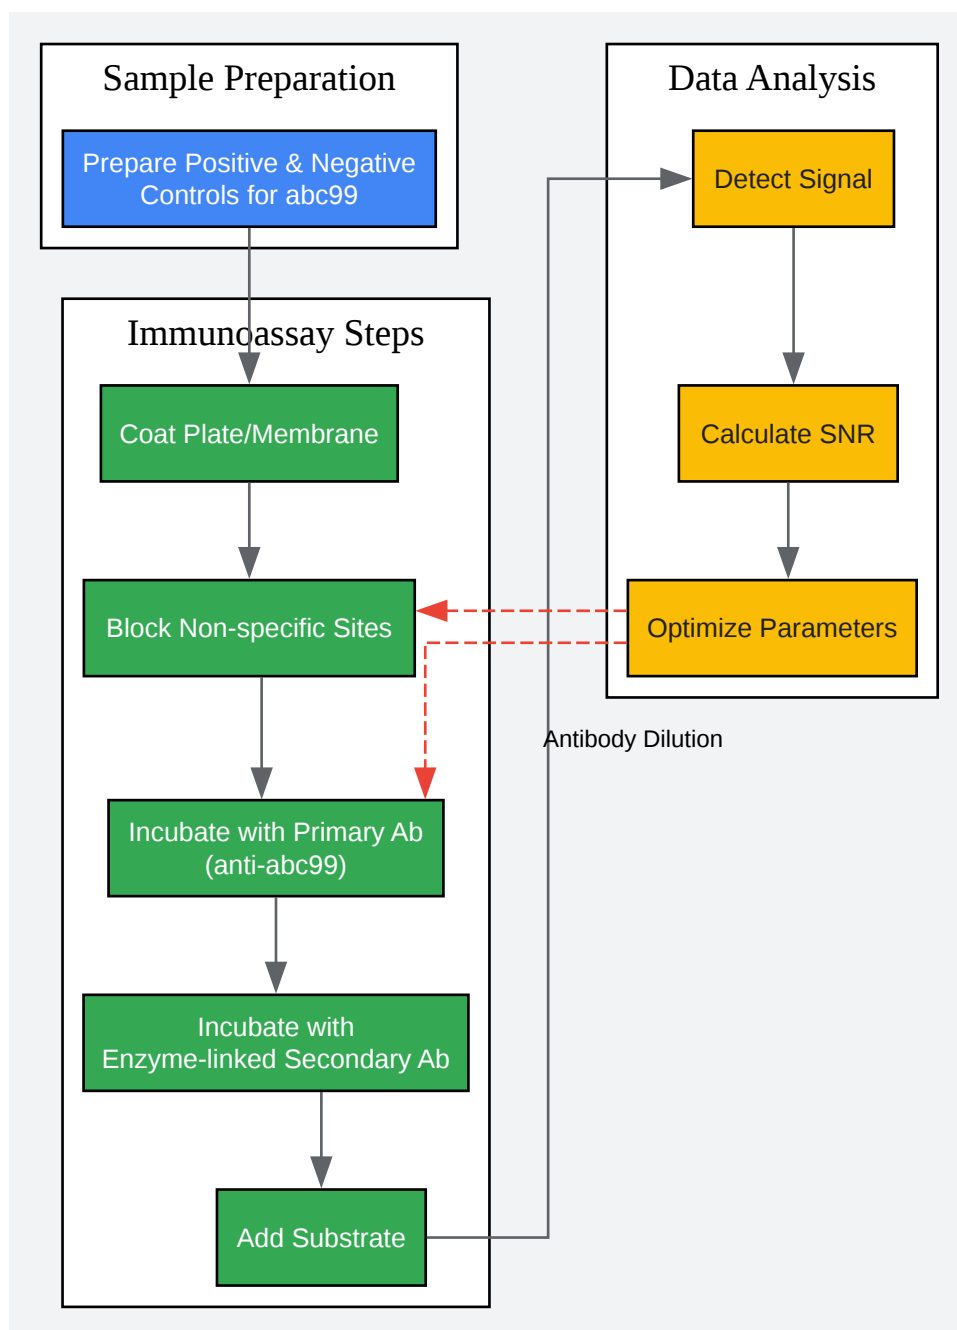 Sample Preparation
Prepare Positive & Negative
Controls for abc99
Immunoassay Steps
Coat Plate/Membrane
Block Non-specific Sites
Incubate with Primary Ab
(anti-abc99)
Incubate with
Enzyme-linked Secondary Ab
Add Substrate
Data Analysis
Detect Signal
Calculate SNR
Optimize Parameters
Antibody Dilution